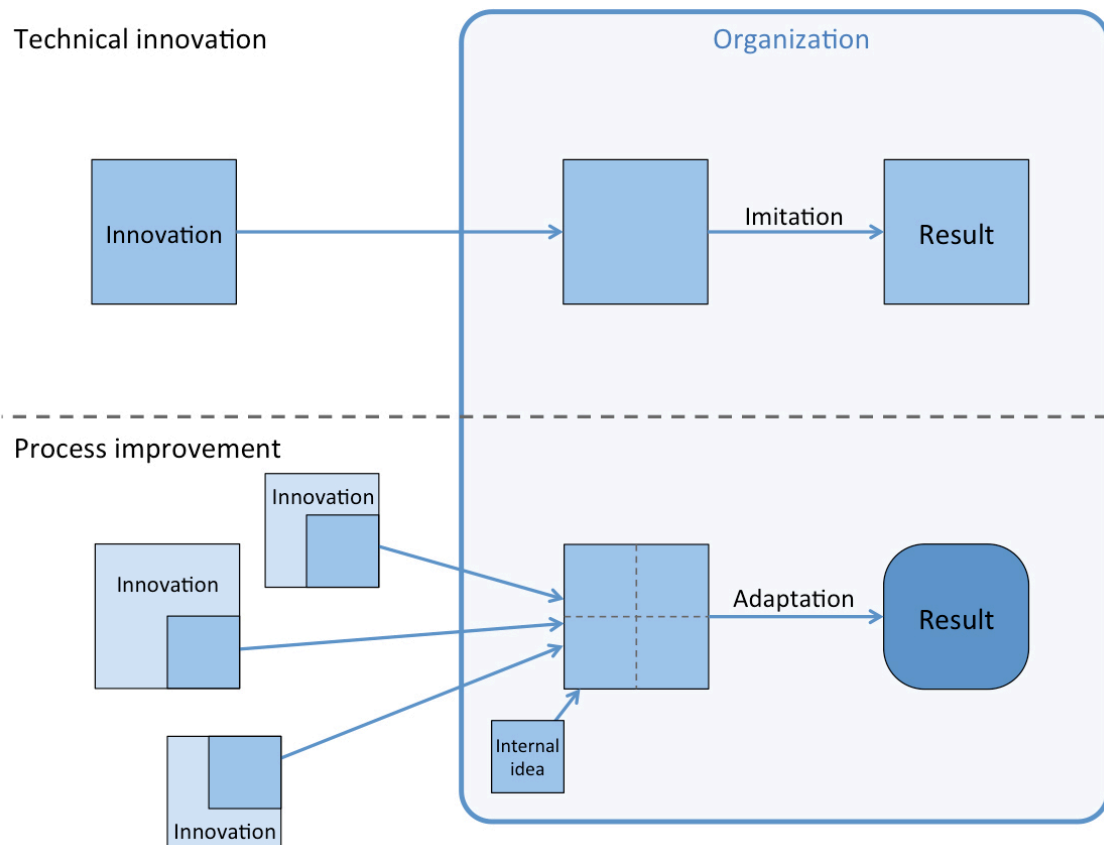 Technical innovation
Organization
Innovation
Imitation
Result
Process improvement
Innovation
Innovation
Adaptation
Result
Internal
idea
Innovation